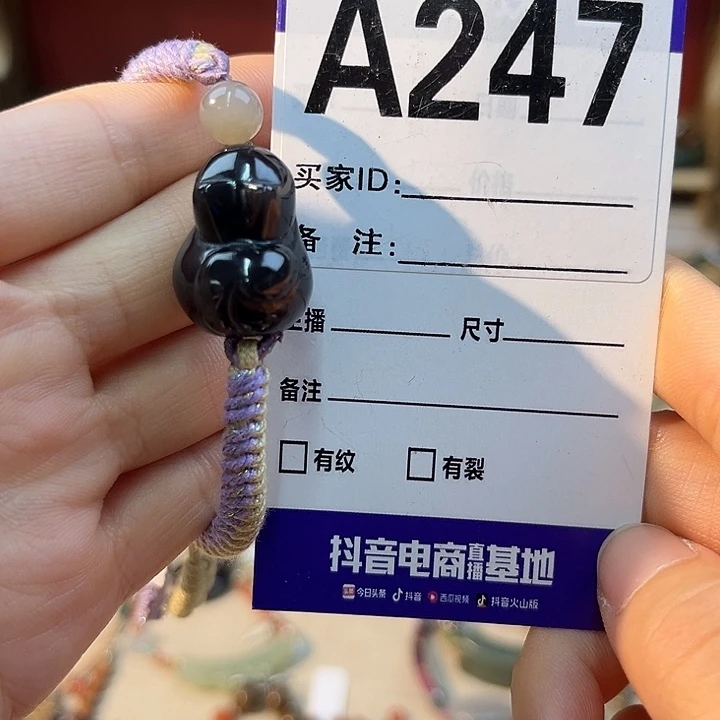 A247
买家ID:
备 注:
主播 尺寸
备注
有纹 有裂
抖音电商直播基地
今日头条 抖音 西瓜视频 抖音火山版